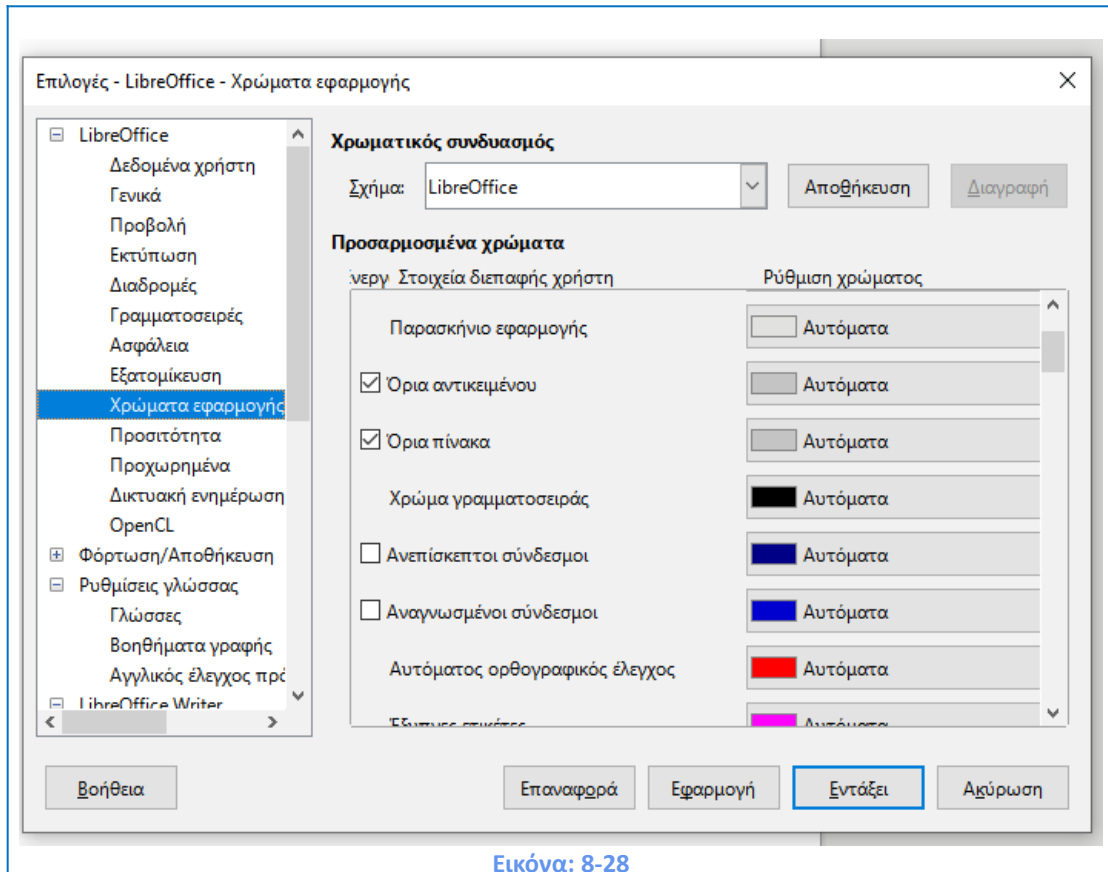 Επιλογές - LibreOffice - Χρώματα εφαρμογής
LibreOffice
Δεδομένα χρήστη
Γενικά
Προβολή
Εκτύπωση
Διαδρομές
Γραμματοσειρές
Ασφάλεια
Εξατομίκευση
Χρώματα εφαρμογής
Προσιτότητα
Προχωρημένα
Δικτυακή ενημέρωση
OpenCL
Φόρτωση/Αποθήκευση
Ρυθμίσεις γλώσσας
Γλώσσες
Βοηθήματα γραφής
Αγγλικός έλεγχος πρό
LibreOffice Writer
Χρωματικός συνδυασμός
Σχήμα: LibreOffice Αποθήκευση Διαγραφή
Προσαρμοσμένα χρώματα
Ενεργ Στοιχεία διεπαφής χρήστη Ρύθμιση χρώματος
Παρασκήνιο εφαρμογής Αυτόματα
Όρια αντικειμένου Αυτόματα
Όρια πίνακα Αυτόματα
Χρώμα γραμματοσειράς Αυτόματα
Ανεπίσκεπτοι σύνδεσμοι Αυτόματα
Αναγνωσμένοι σύνδεσμοι Αυτόματα
Αυτόματος ορθογραφικός έλεγχος Αυτόματα
Έξυπνες ετικέτες Αυτόματα
Βοήθεια Επαναφορά Εφαρμογή Εντάξει Ακύρωση
Εικόνα: 8-28